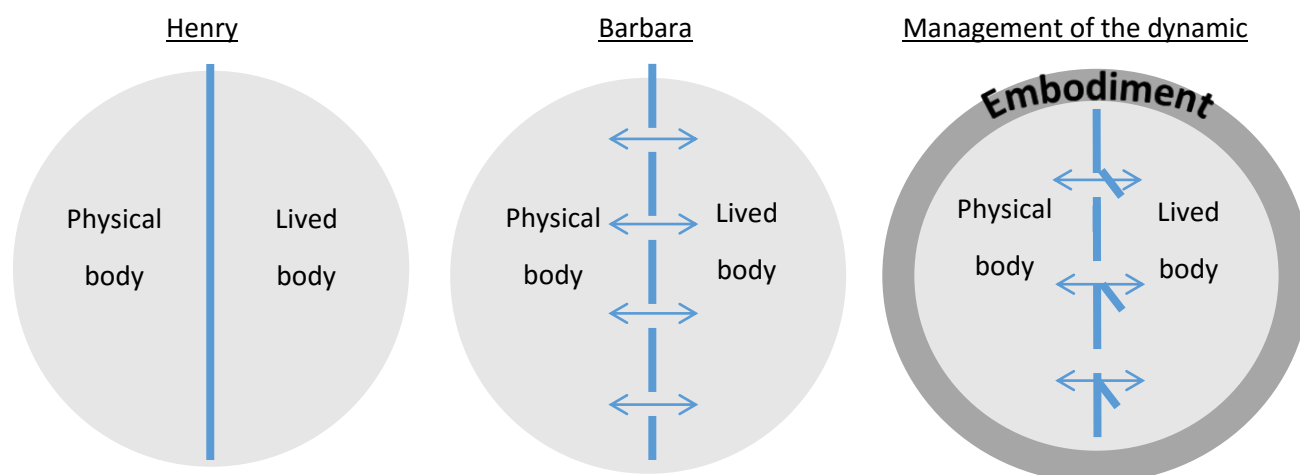 Henry
Physical
body
Lived
body
Barbara
Physical
body
Lived
body
Management of the dynamic
Embodiment
Physical
body
Lived
body